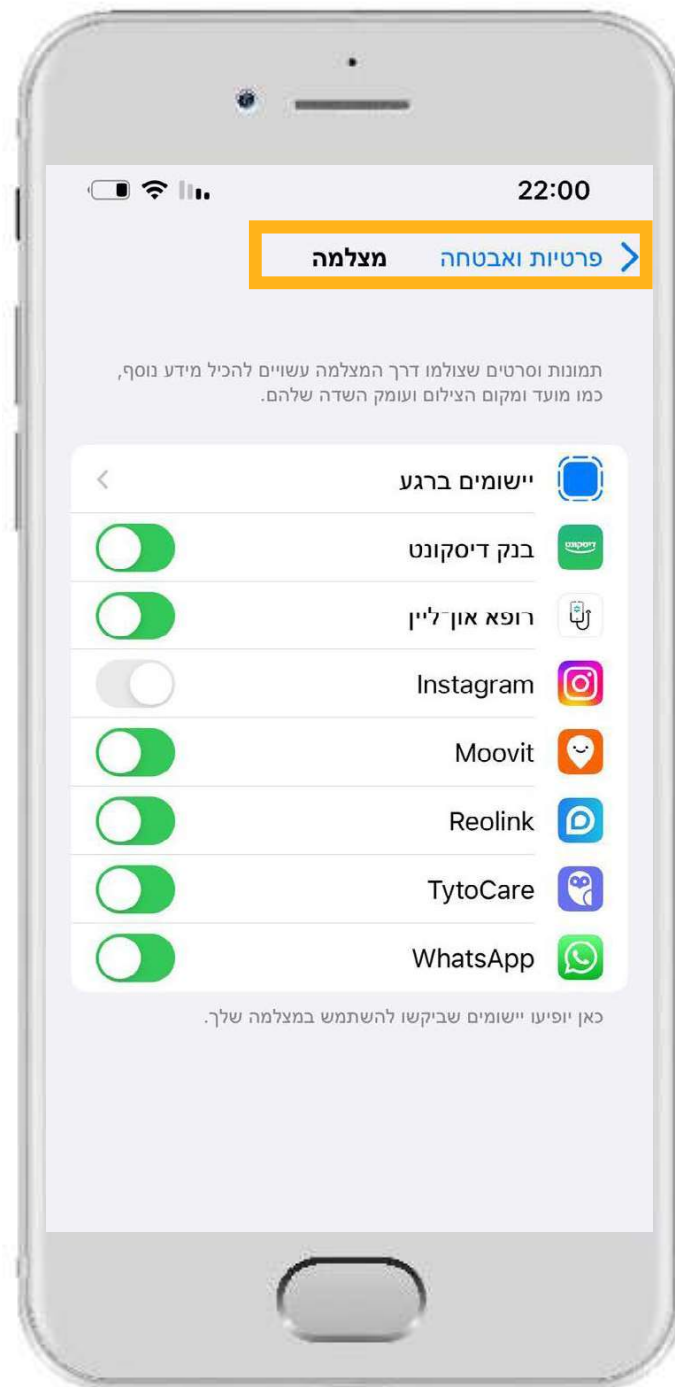 22:00
פרטיות ואבטחה מצלמה
תמונות וסרטים שצולמו דרך המצלמה עשויים להכיל מידע נוסף,
כמו מועד ומקום הצילום ועומק השדה שלהם.
יישומים ברגע
דיסקונט בנק דיסקונט
רופא און־ליין
Instagram
Moovit
Reolink
TytoCare
WhatsApp
כאן יופיעו יישומים שביקשו להשתמש במצלמה שלך.